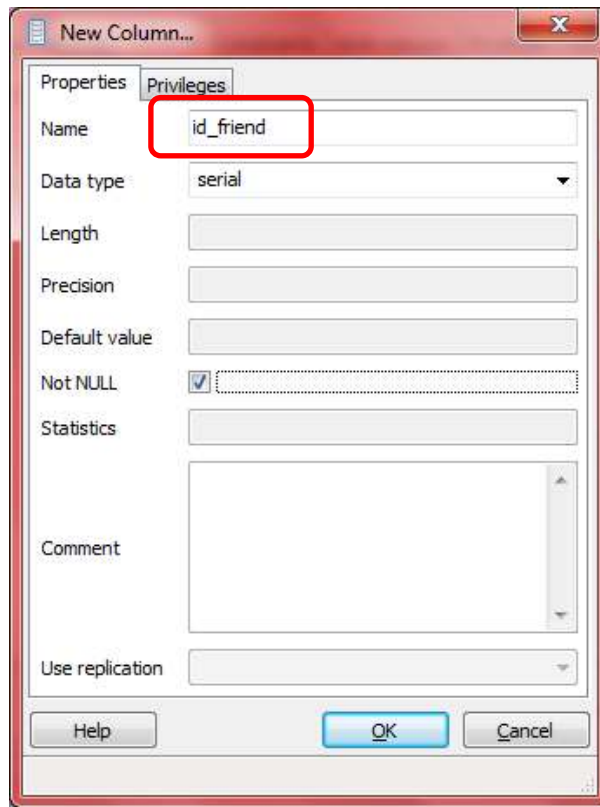 New Column...
Properties Privileges
Name id_friend
Data type serial
Length
Precision
Default value
Not NULL
Statistics
Comment
Use replication
Help OK Cancel